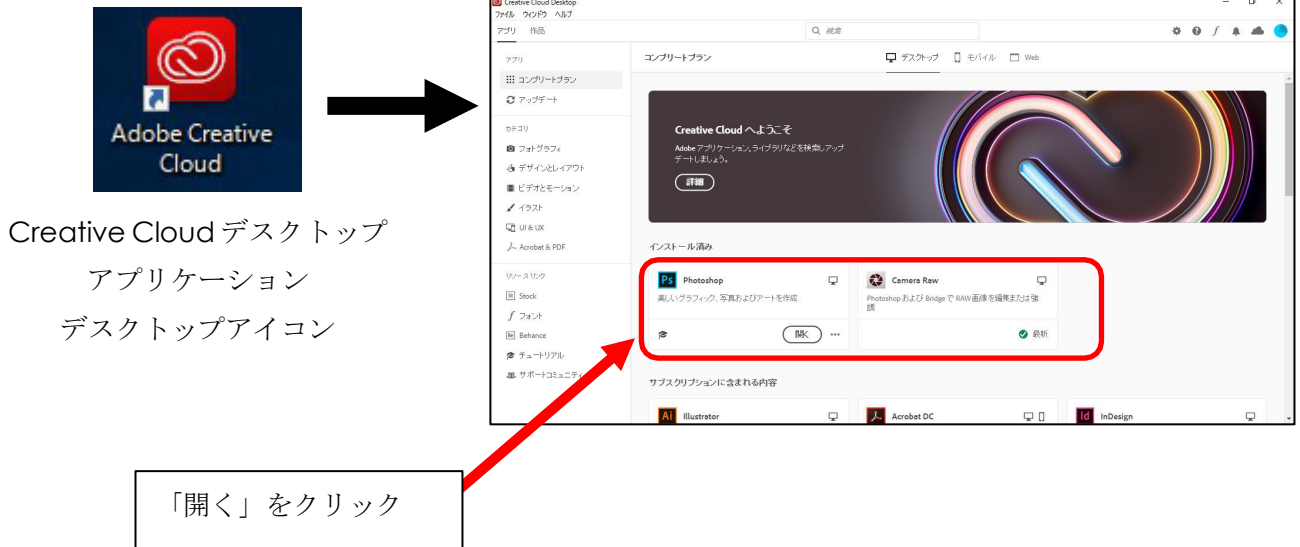 Adobe Creative
Cloud
Creative Cloud デスクトップ
アプリケーション
デスクトップアイコン
Creative Cloud Desktop
ファイル ウィンドウ ヘルプ
アプリ 作品
検索
アプリ
コンプリートプラン
アップデート
カテゴリ
フォトグラフィ
デザインとレイアウト
ビデオとモーション
イラスト
UI & UX
Acrobat & PDF
リソースリンク
St Stock
フォント
Be Behance
チュートリアル
サポートコミュニティ
コンプリートプラン
デスクトップ モバイル Web
Creative Cloud へようこそ
Adobe アプリケーション、ライブラリなどを検索しアップ
デートしましょう。
詳細
インストール済み
Ps Photoshop
美しいグラフィック、写真およびアートを作成
開く
Camera Raw
Photoshop および Bridge で RAW 画像を編集または強
調
最新
サブスクリプションに含まれる内容
Ai Illustrator
Acrobat DC
Id InDesign
「開く」をクリック